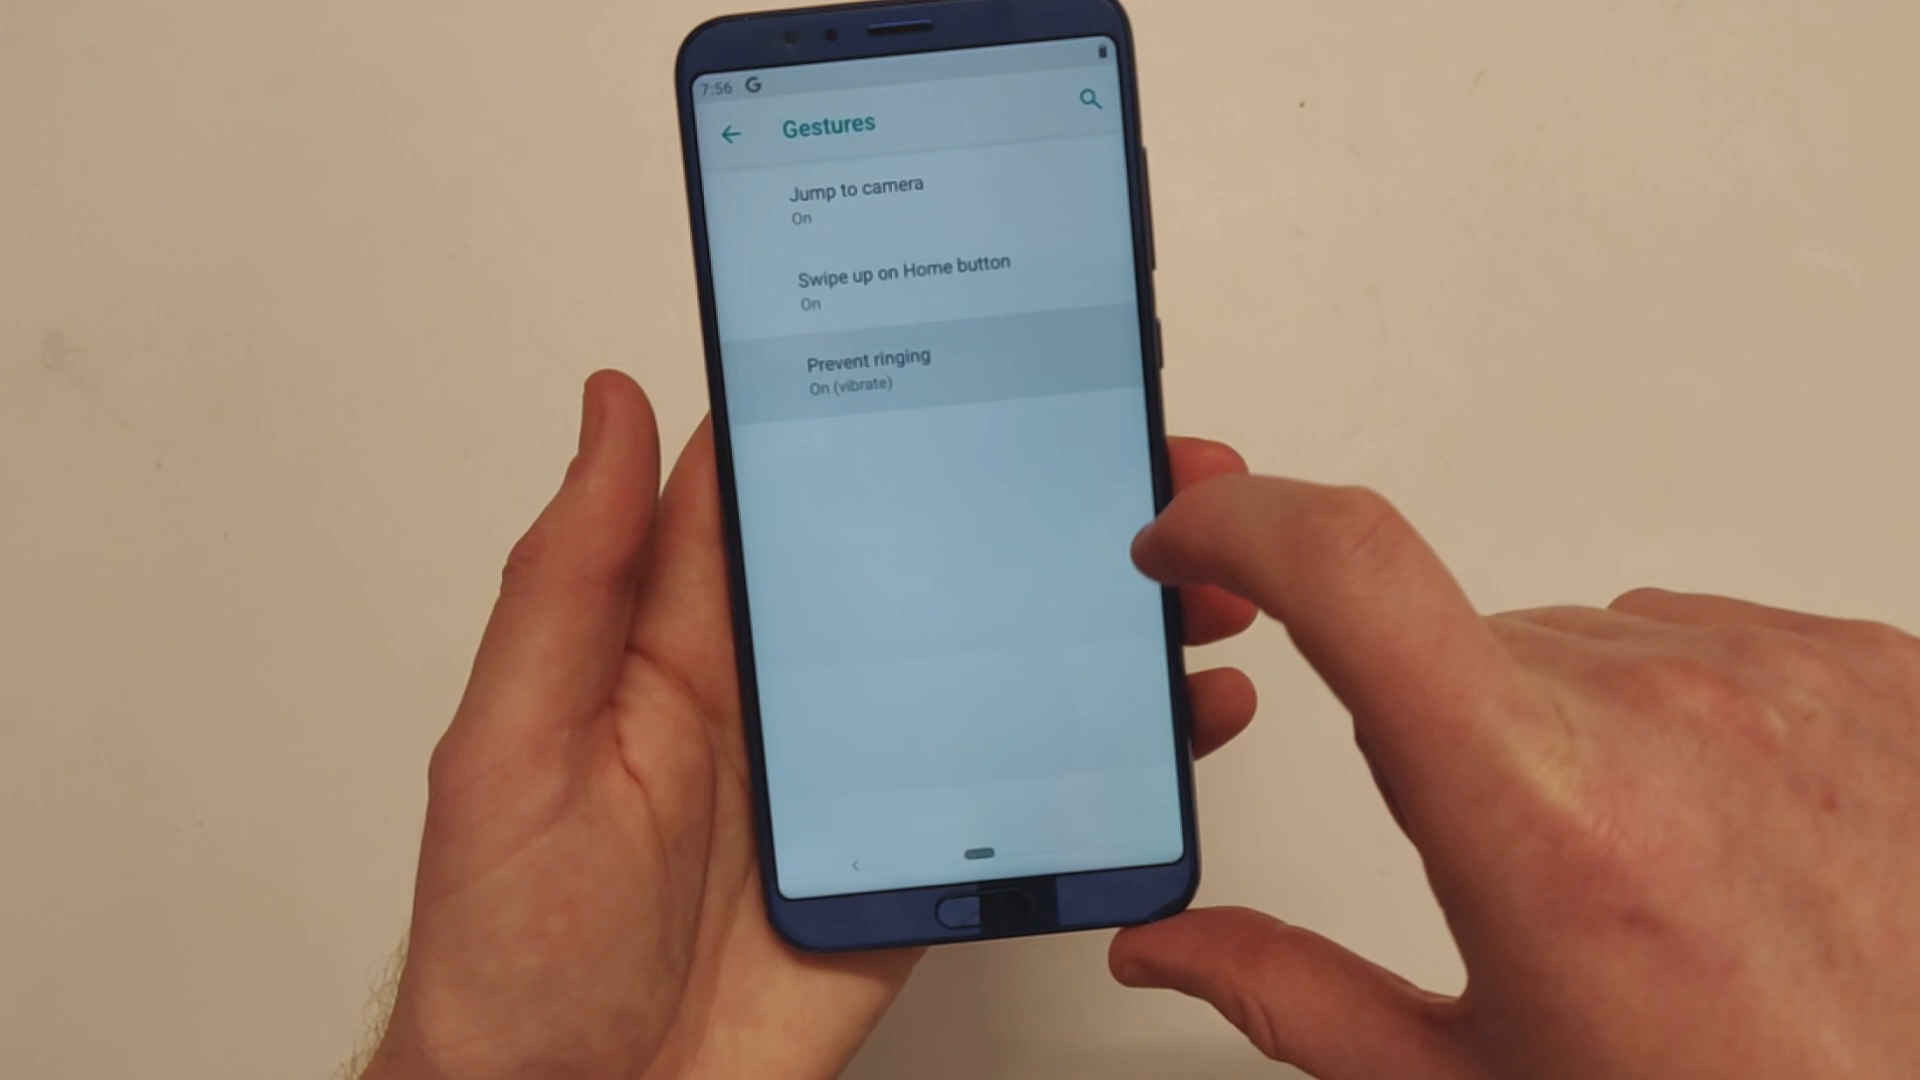 7:56 G
Gestures
Jump to camera
On
Swipe up on Home button
On
Prevent ringing
On (vibrate)